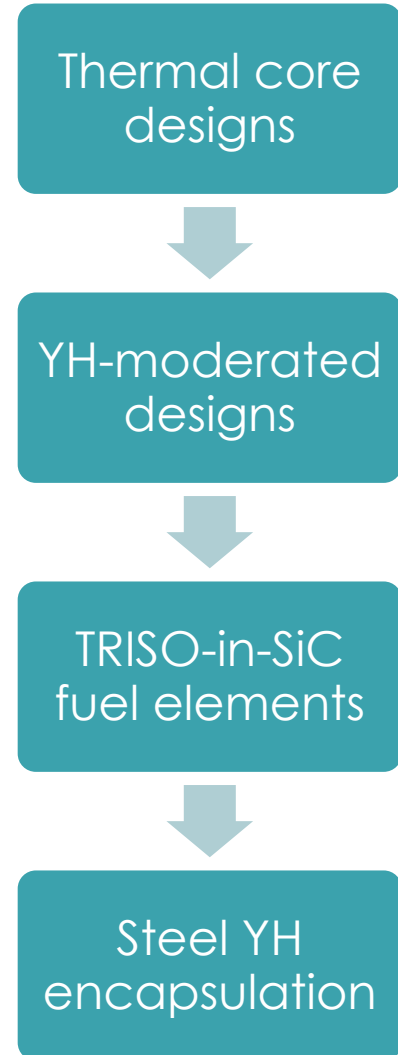 Thermal core
designs
YH-moderated
designs
TRISO-in-SiC
fuel elements
Steel YH
encapsulation